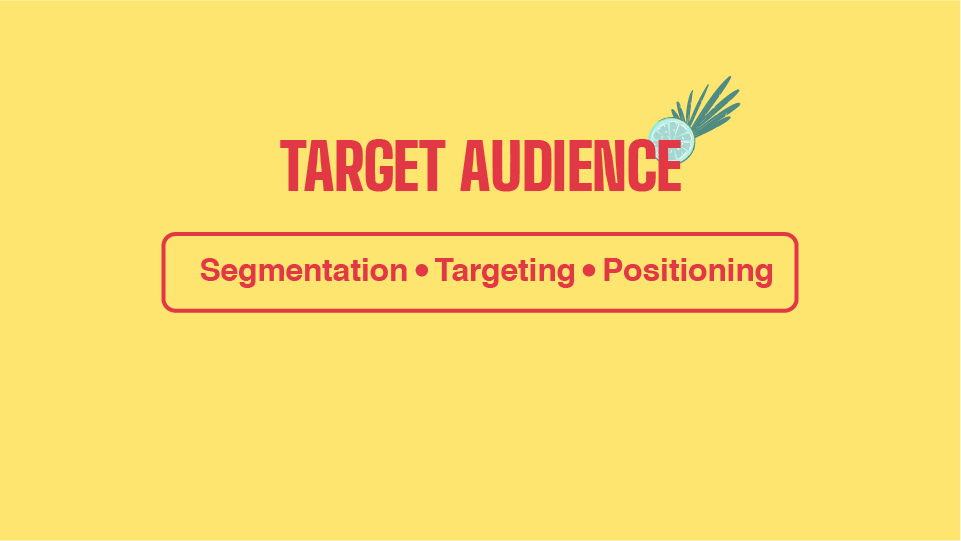 TARGET AUDIENCE
Segmentation • Targeting • Positioning